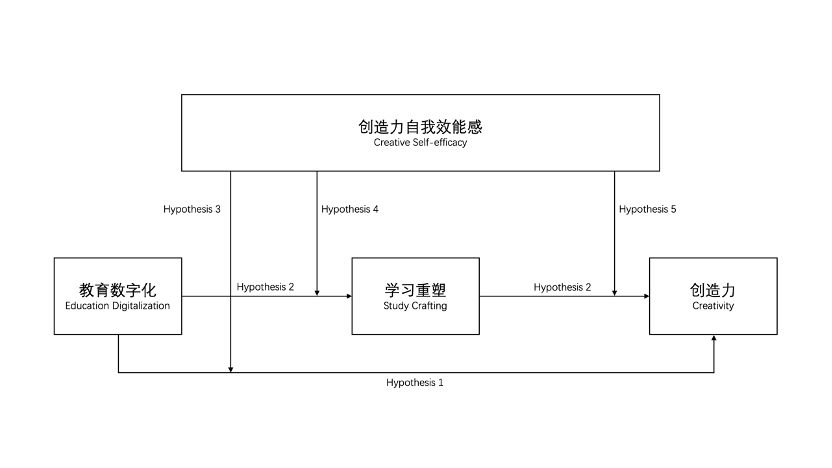 创造力自我效能感
Creative Self-efficacy
Hypothesis 3
Hypothesis 4
Hypothesis 5
教育数字化
Education Digitalization
Hypothesis 2
学习重塑
Study Crafting
Hypothesis 2
创造力
Creativity
Hypothesis 1